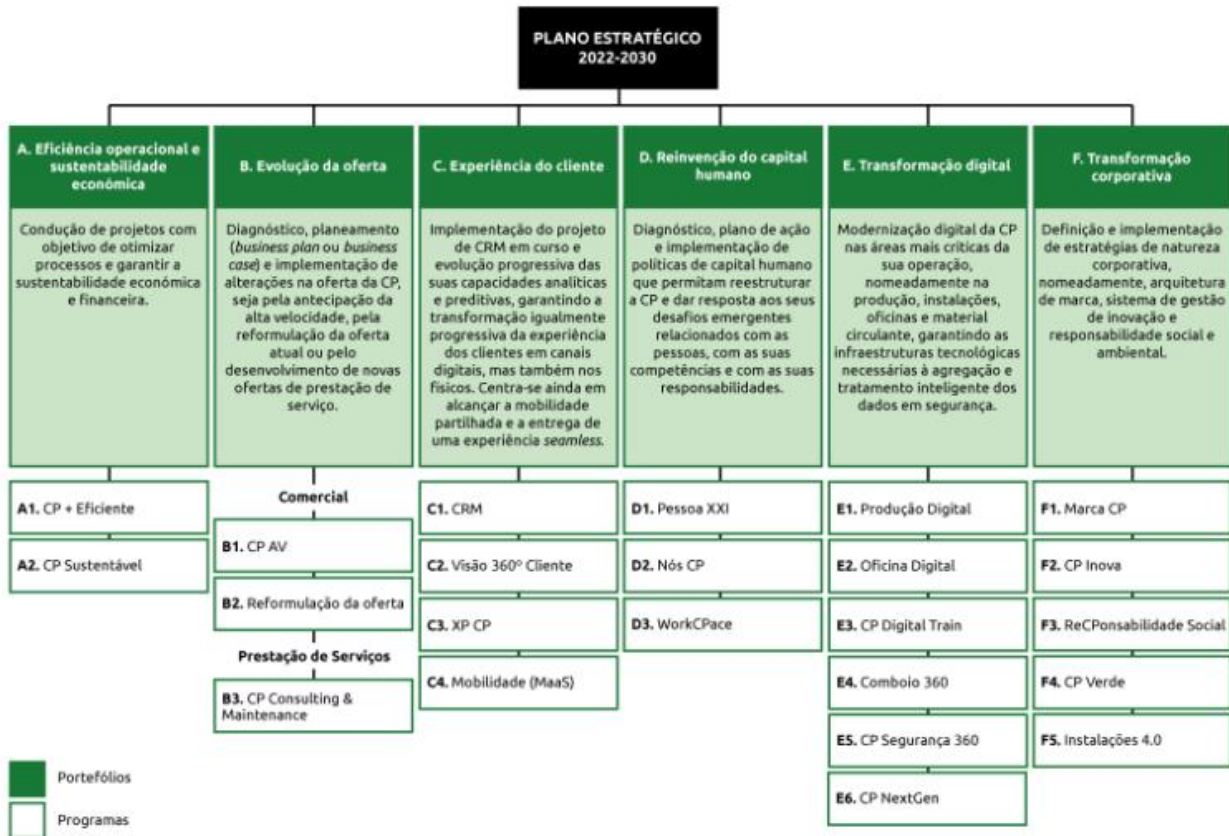 PLANO ESTRATÉGICO
2022-2030
A. Eficiência operacional e
sustentabilidade
económica
Condução de projetos com
objetivo de otimizar
processos e garantir a
sustentabilidade económica
e financeira.
A1. CP + Eficiente
A2. CP Sustentável
B. Evolução da oferta
Diagnóstico, planeamento
(business plan ou business
case) e implementação de
alterações na oferta da CP,
seja pela antecipação da
alta velocidade, pela
reformulação da oferta
atual ou pelo
desenvolvimento de novas
ofertas de prestação de
serviço.
Comercial
B1. CP AV
B2. Reformulação da oferta
Prestação de Serviços
B3. CP Consulting &
Maintenance
C. Experiência do cliente
Implementação do projeto
de CRM em curso e
evolução progressiva das
suas capacidades analíticas
e preditivas, garantindo a
transformação igualmente
progressiva da experiência
dos clientes em canais
digitais, mas também nos
físicos. Centra-se ainda em
alcançar a mobilidade
partilhada e a entrega de
uma experiência seamless.
C1. CRM
C2. Visão 360º Cliente
C3. XP CP
C4. Mobilidade (MaaS)
D. Reinvenção do capital
humano
Diagnóstico, plano de ação
e implementação de
políticas de capital humano
que permitam reestruturar
a CP e dar resposta aos seus
desafios emergentes
relacionados com as
pessoas, com as suas
competências e com as suas
responsabilidades.
D1. Pessoa XXI
D2. Nós CP
D3. WorkCPace
E. Transformação digital
Modernização digital da CP
nas áreas mais críticas da
sua operação,
nomeadamente na
produção, instalações,
oficinas e material
circulante, garantindo as
infraestruturas tecnológicas
necessárias à agregação e
tratamento inteligente dos
dados em segurança.
E1. Produção Digital
E2. Oficina Digital
E3. CP Digital Train
E4. Comboio 360
E5. CP Segurança 360
E6. CP NextGen
F. Transformação
corporativa
Definição e implementação
de estratégias de natureza
corporativa,
nomeadamente, arquitetura
de marca, sistema de gestão
de inovação e
responsabilidade social e
ambiental.
F1. Marca CP
F2. CP Inova
F3. ReCPonsabilidade Social
F4. CP Verde
F5. Instalações 4.0
Portefólios
Programas